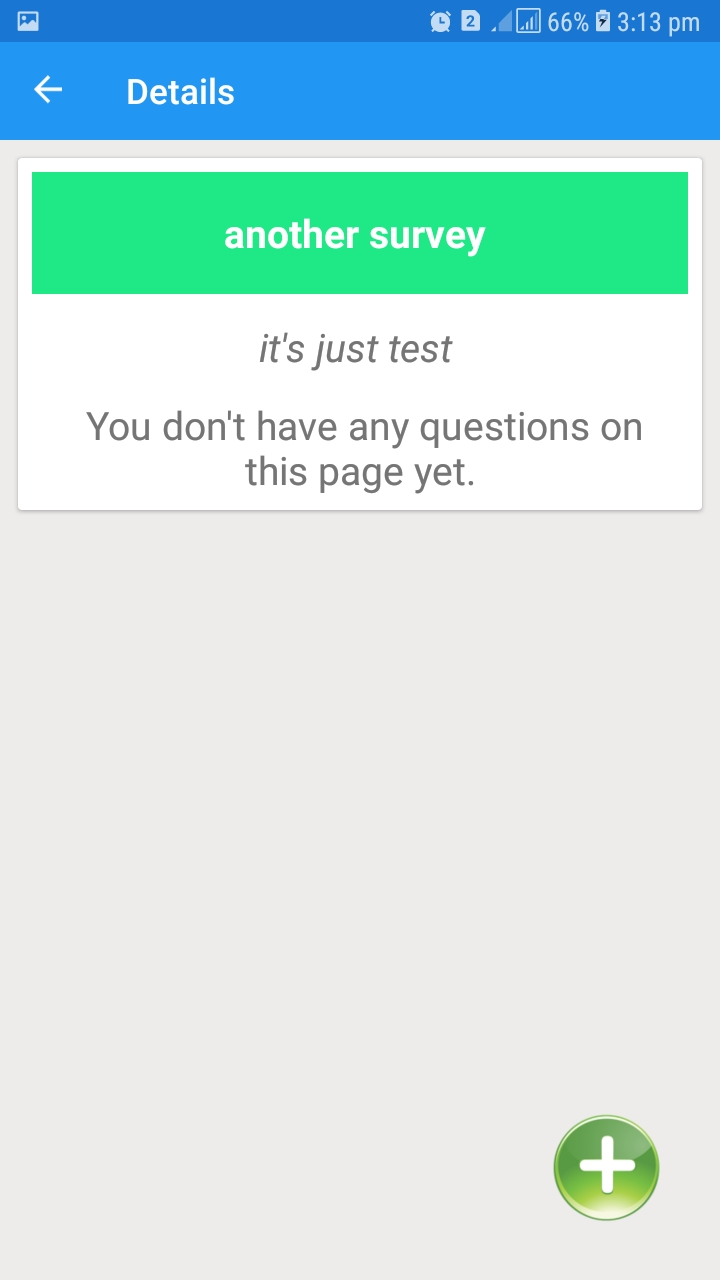 2 66% 3:13 pm
Details
another survey
it's just test
You don't have any questions on
this page yet.